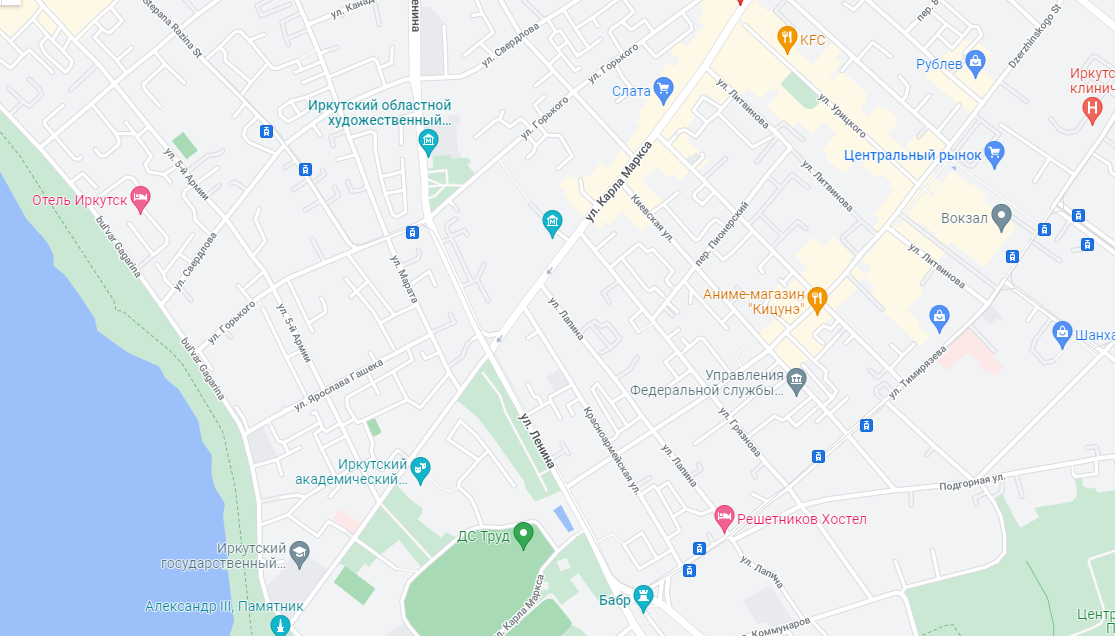 Stepana Razina St
ул. Канад
ленина
ул. Свердлова
пер. 8
Dzerzhinskogo St
KFC
ул. Горького
Рублев
Иркутс
клинич
Слата
ул. Литвинова
ул. Урицкого
Иркутский областной
художественный...
ул. Горького
ул. Карла Маркса
Центральный рынок
ул. 5-й Армии
ул. Литвинова
Отель Иркутск
bul'var Gagarina
Киевская ул.
пер. Пионерский
Вокзал
ул. Свердлова
ул. Марата
ул. Литвинова
Аниме-магазин
"Кицунэ"
ул. Горького
ул. 5-й Армии
ул. Лапина
Шанха
bul'var Gagarina
ул. Ярослава Гашека
Управления
Федеральной службы...
ул. Тимирязева
ул. Ленина
Красноармейская ул.
ул. Грязнова
ул. Лапина
Иркутский
академический...
Подгорная ул.
Решетников Хостел
ДС Труд
Иркутский
государственный...
ул. Лапина
Александр III, Памятник
ул. Карла Маркса
Бабр
Коммунаров
Центр
П